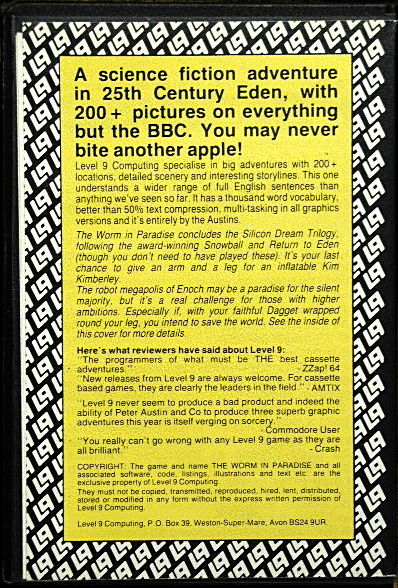 A science fiction adventure
in 25th Century Eden, with
200+ pictures on everything
but the BBC. You may never
bite another apple!
Level 9 Computing specialise in big adventures with 200+
locations, detailed scenery and interesting storylines. This one
understands a wider range of full English sentences than
anything we've seen so far. It has a thousand word vocabulary,
better than 50% text compression, multi-tasking in all graphics
versions and it's entirely by the Austins.
The Worm in Paradise concludes the Silicon Dream Trilogy,
following the award-winning Snowball and Return to Eden
(though you don't need to have played these). It's your last
chance to give an arm and a leg for an inflatable Kim
Kimberley.
The robot megapolis of Enoch may be a paradise for the silent
majority, but it's a real challenge for those with higher
ambitions. Especially if, with your faithful Dagget wrapped
round your leg, you intend to save the world. See the inside of
this cover for more details.
Here's what reviewers have said about Level 9:
"The programmers of what must be THE best cassette
adventures." - ZZap! 64
"New releases from Level 9 are always welcome. For cassette
based games, they are clearly the leaders in the field." - AMTIX
"Level 9 never seem to produce a bad product and indeed the
ability of Peter Austin and Co to produce three superb graphic
adventures this year is itself verging on sorcery."
- Commodore User
"You really can't go wrong with any Level 9 game as they are
all brilliant." - Crash
COPYRIGHT: The game and name THE WORM IN PARADISE and all
associated software, code, listings, illustrations and text etc. are the
exclusive property of Level 9 Computing.
They must not be copied, transmitted, reproduced, hired, lent, distributed,
stored or modified in any form without the express written permission of
Level 9 Computing.
Level 9 Computing, P.O. Box 39, Weston-Super-Mare, Avon BS24 9UR